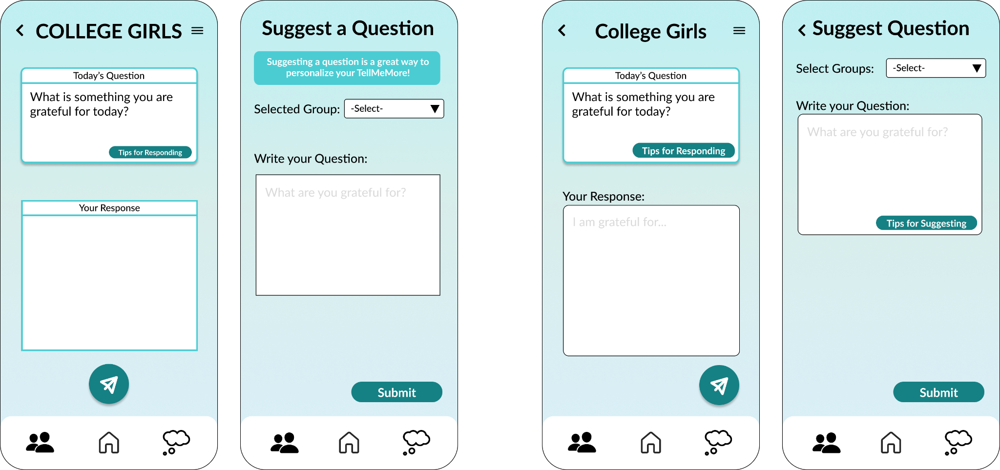 COLLEGE GIRLS
Today's Question
What is something you are
grateful for today?
Tips for Responding
Your Response
Suggest a Question
Suggesting a question is a great way to
personalize your TellMeMore!
Selected Group:
-Select-
Write your Question:
What are you grateful for?
Submit
College Girls
Today's Question
What is something you are
grateful for today?
Tips for Responding
Your Response:
I am grateful for...
Suggest Question
Select Groups:
-Select-
Write your Question:
What are you grateful for?
Tips for Suggesting
Submit